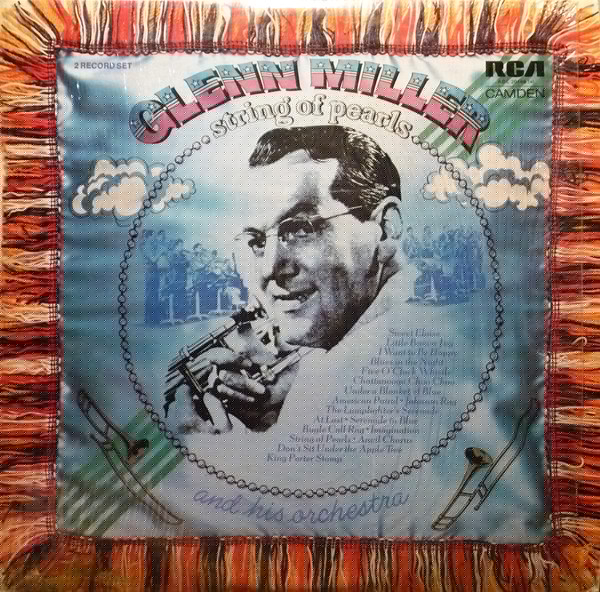 2 RECORD SET
RCA
CAMDEN
GLENN MILLER
string of pearls
Sweet Eloise
Little Brown Jug
I Want to Be Happy
Blues in the Night
Five O'Clock Whistle
Chattanooga Choo Choo
Under a Blanket of Blue
American Patrol • Johnson Rag
The Lamplighter's Serenade
At Last • Serenade in Blue
Bugle Call Rag • Imagination
String of Pearls • Anvil Chorus
Don't Sit Under the Apple Tree
King Porter Stomp
and his orchestra